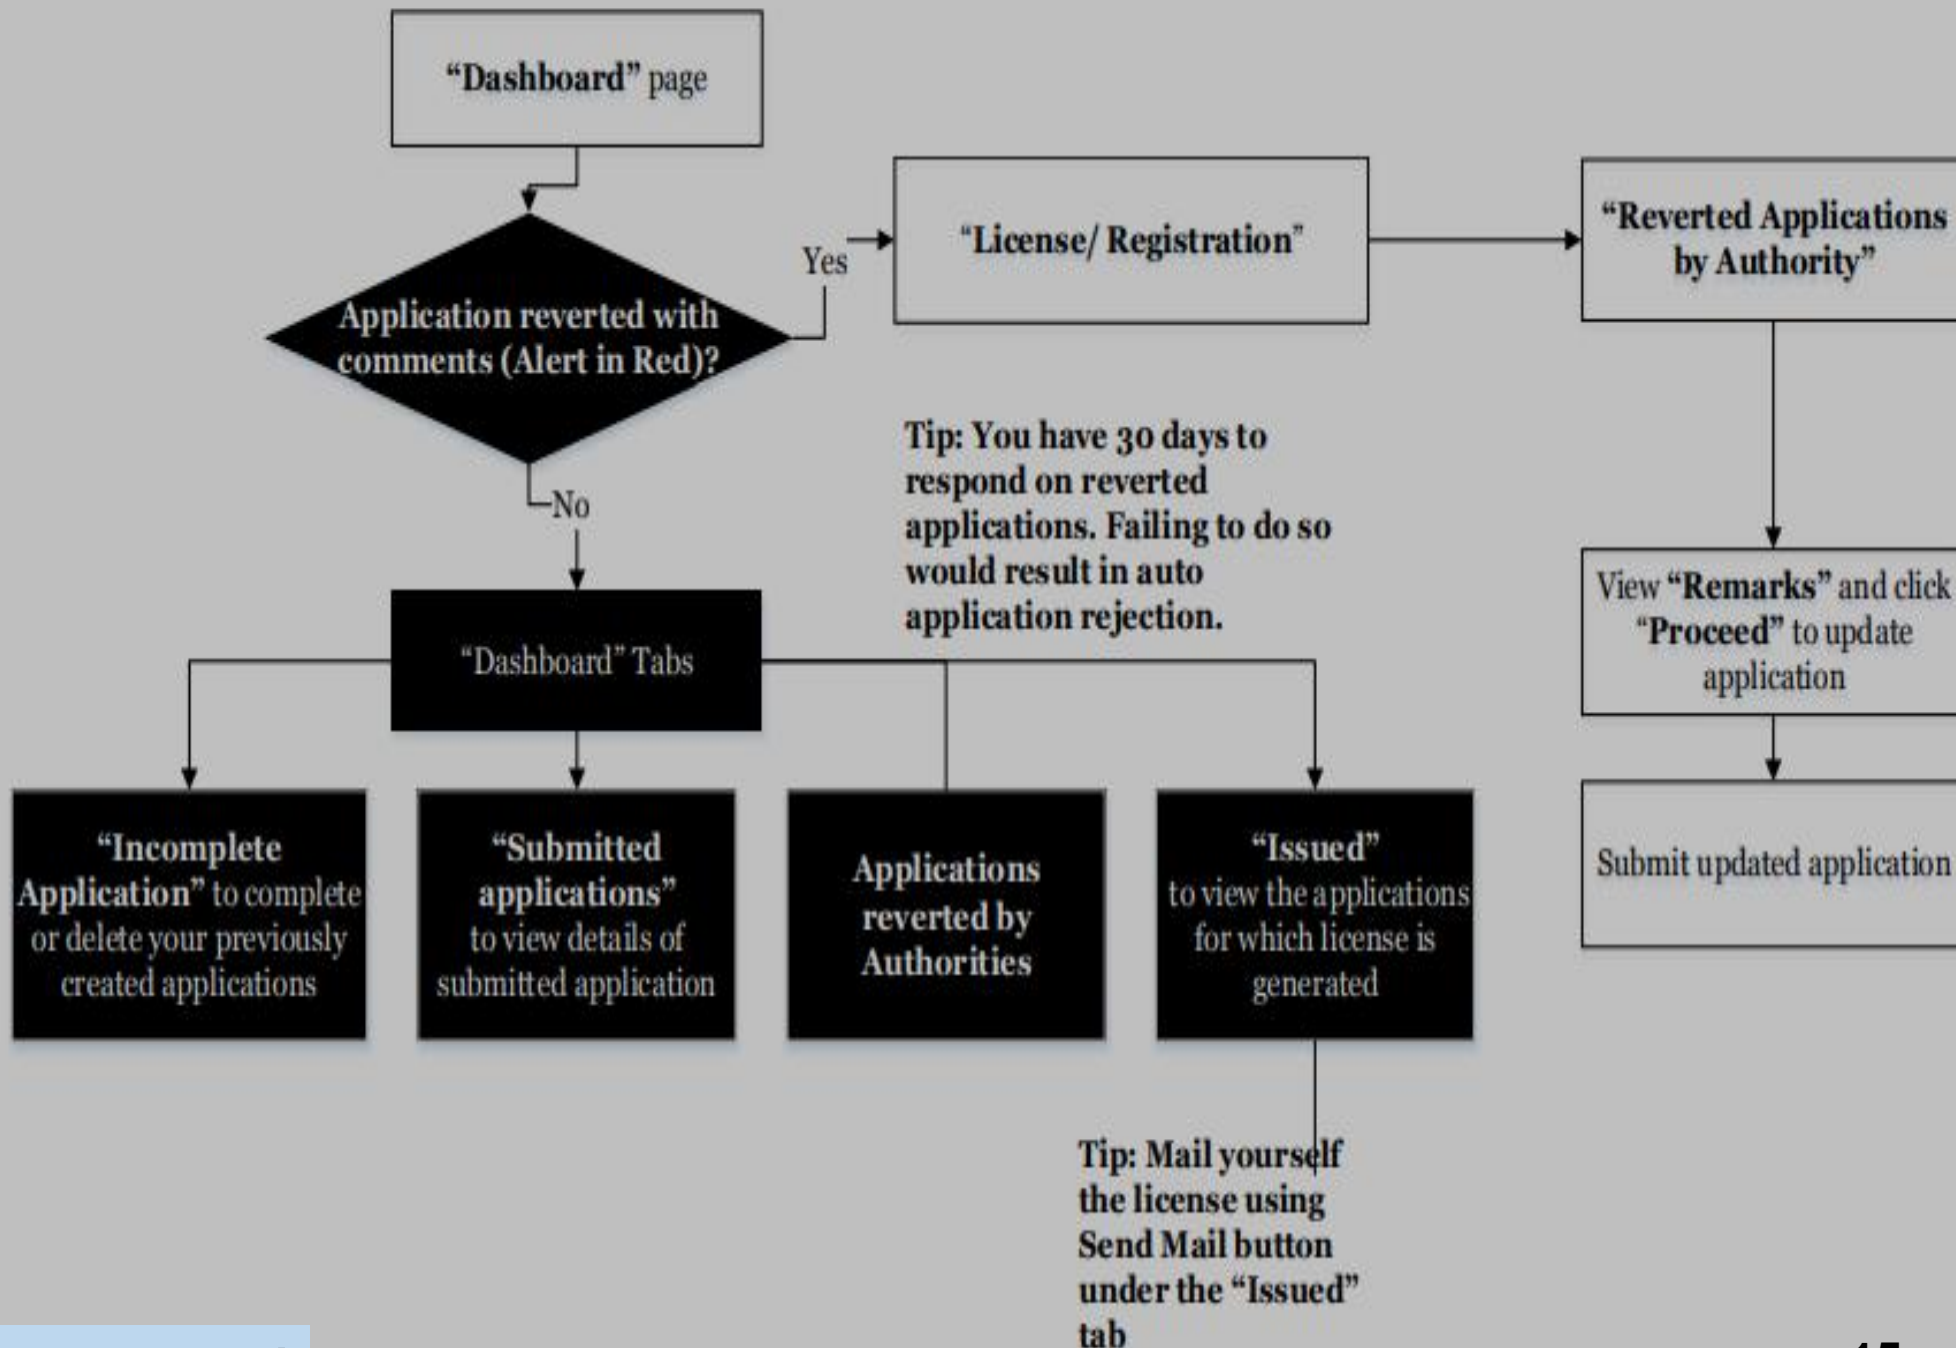 “Dashboard” page
Application reverted with
comments (Alert in Red)?
Yes
“License/ Registration”
“Reverted Applications
by Authority”
No
Tip: You have 30 days to
respond on reverted
applications. Failing to do so
would result in auto
application rejection.
View “Remarks” and click
“Proceed” to update
application
Submit updated application
“Dashboard” Tabs
“Incomplete
Application” to complete
or delete your previously
created applications
“Submitted
applications”
to view details of
submitted application
Applications
reverted by
Authorities
“Issued”
to view the applications
for which license is
generated
Tip: Mail yourself
the license using
Send Mail button
under the “Issued”
tab